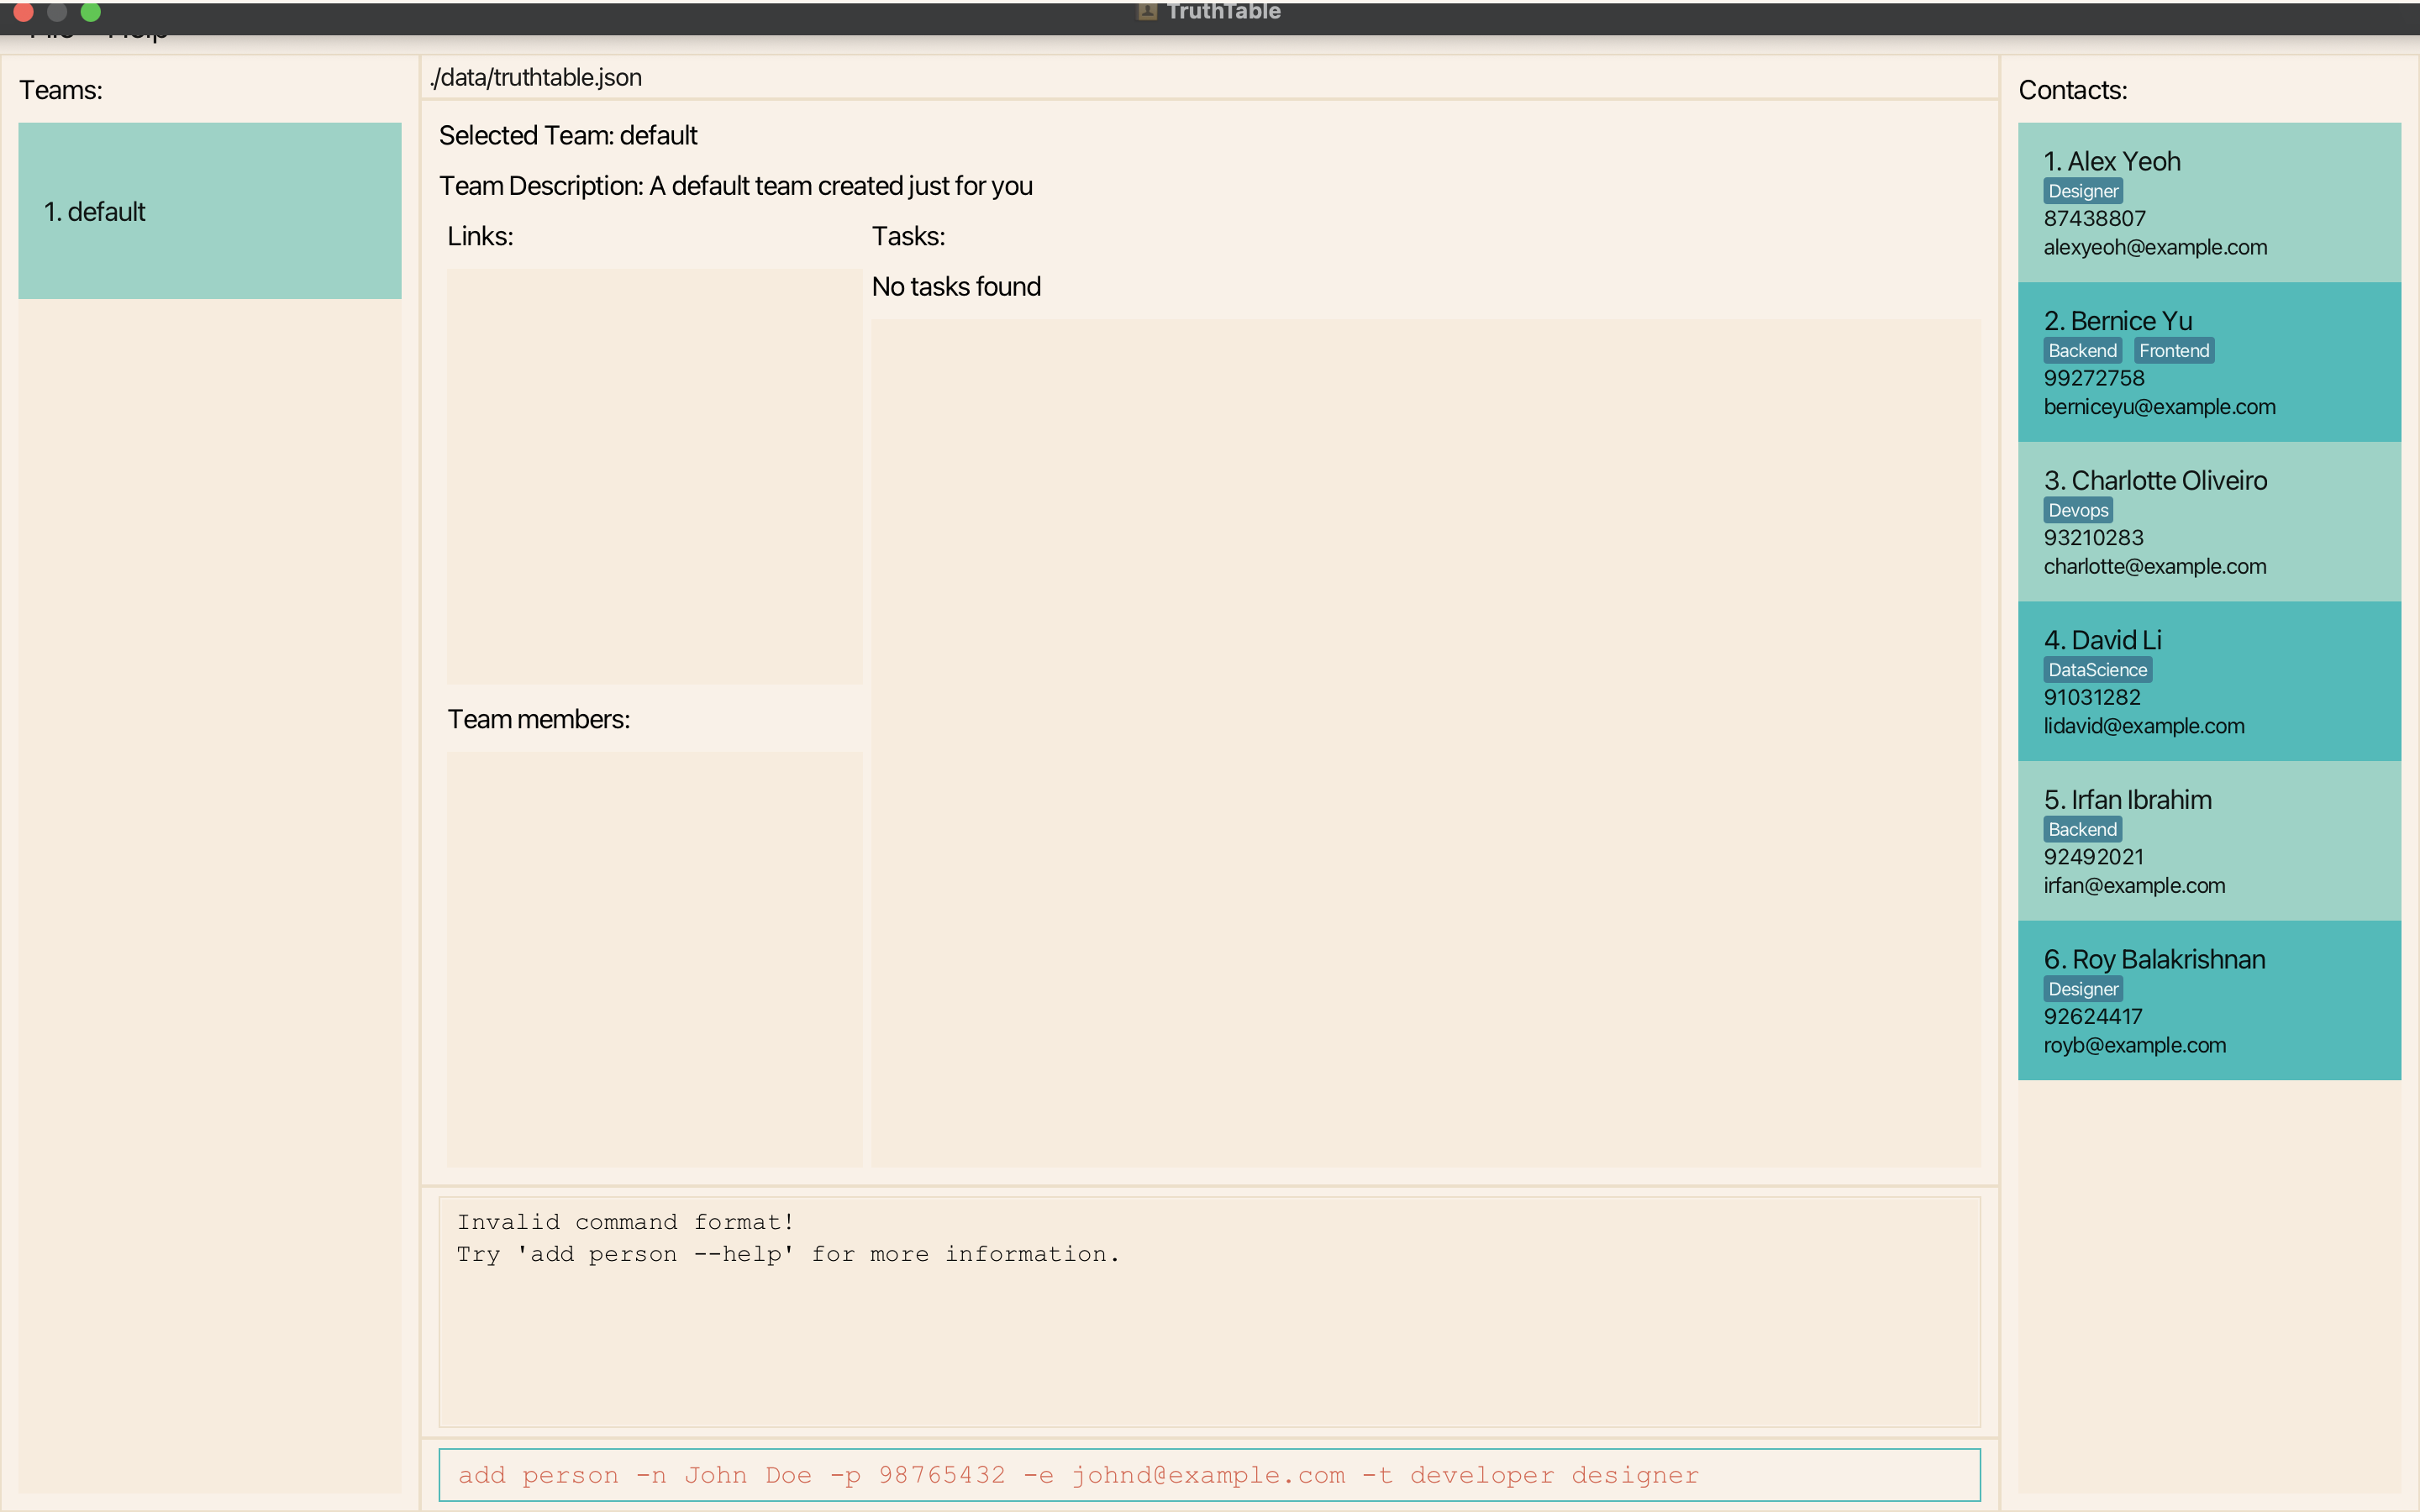 TruthTable
File Help
Teams:
1. default
./data/truthtable.json
Selected Team: default
Team Description: A default team created just for you
Links:
Tasks:
No tasks found
Team members:
Invalid command format!
Try 'add person --help' for more information.
add person -n John Doe -p 98765432 -e johnd@example.com -t developer designer
Contacts:
1. Alex Yeoh
Designer
87438807
alexyeoh@example.com
2. Bernice Yu
Backend Frontend
99272758
berniceyu@example.com
3. Charlotte Oliveiro
Devops
93210283
charlotte@example.com
4. David Li
DataScience
91031282
lidavid@example.com
5. Irfan Ibrahim
Backend
92492021
irfan@example.com
6. Roy Balakrishnan
Designer
92624417
royb@example.com